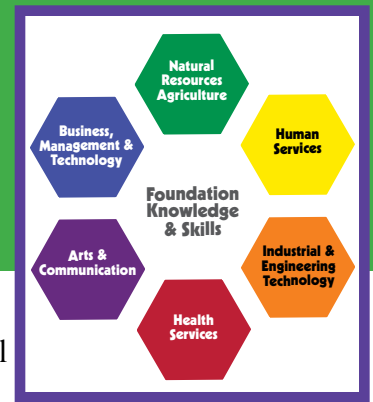 Natural
Resources
Agriculture
Business,
Management &
Technology
Human
Services
Foundation
Knowledge
& Skills
Arts &
Communication
Industrial &
Engineering
Technology
Health
Services
l